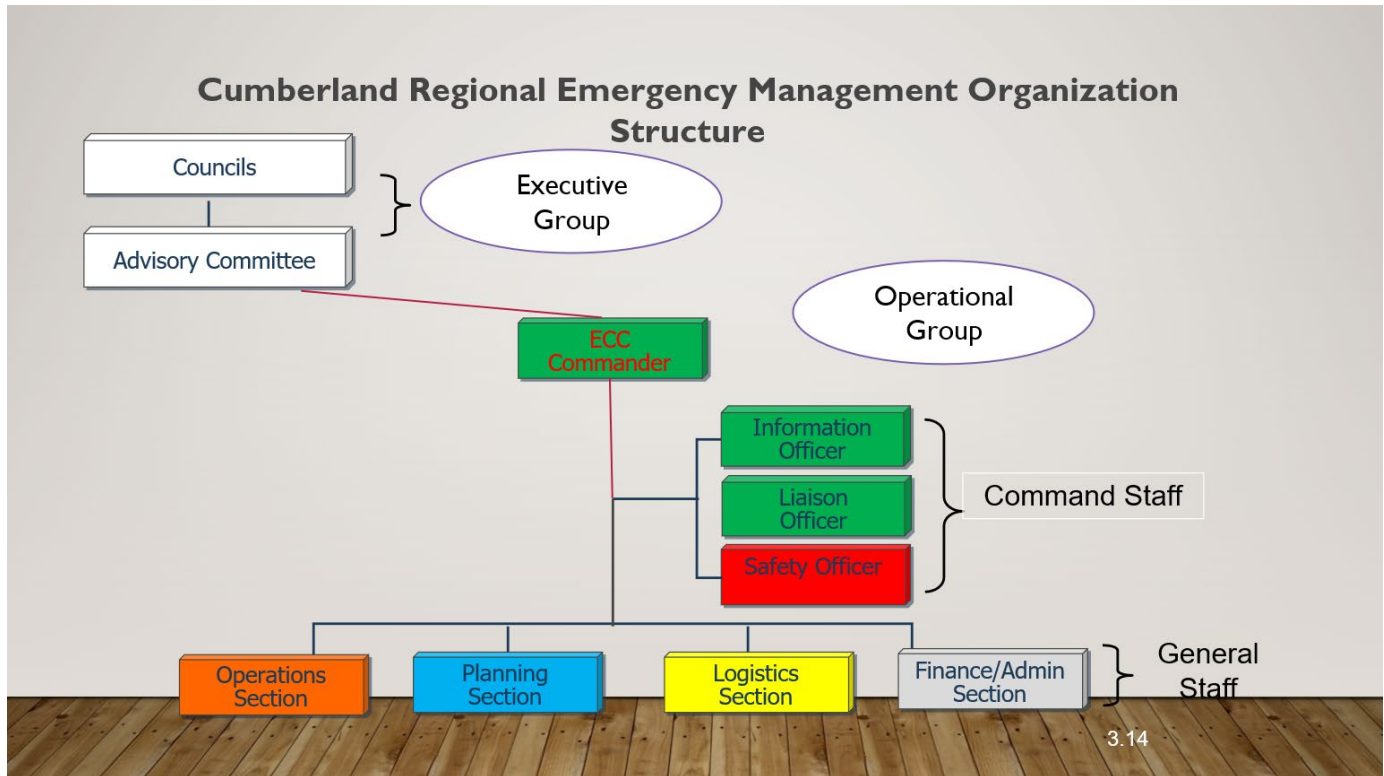 Cumberland Regional Emergency Management Organization
Structure
Councils
Executive
Group
Advisory Committee
Operational
Group
ECC
Commander
Information
Officer
Liaison
Officer
Command Staff
Safety Officer
Operations
Section
Planning
Section
Logistics
Section
Finance/Admin
Section
General
Staff
3.14